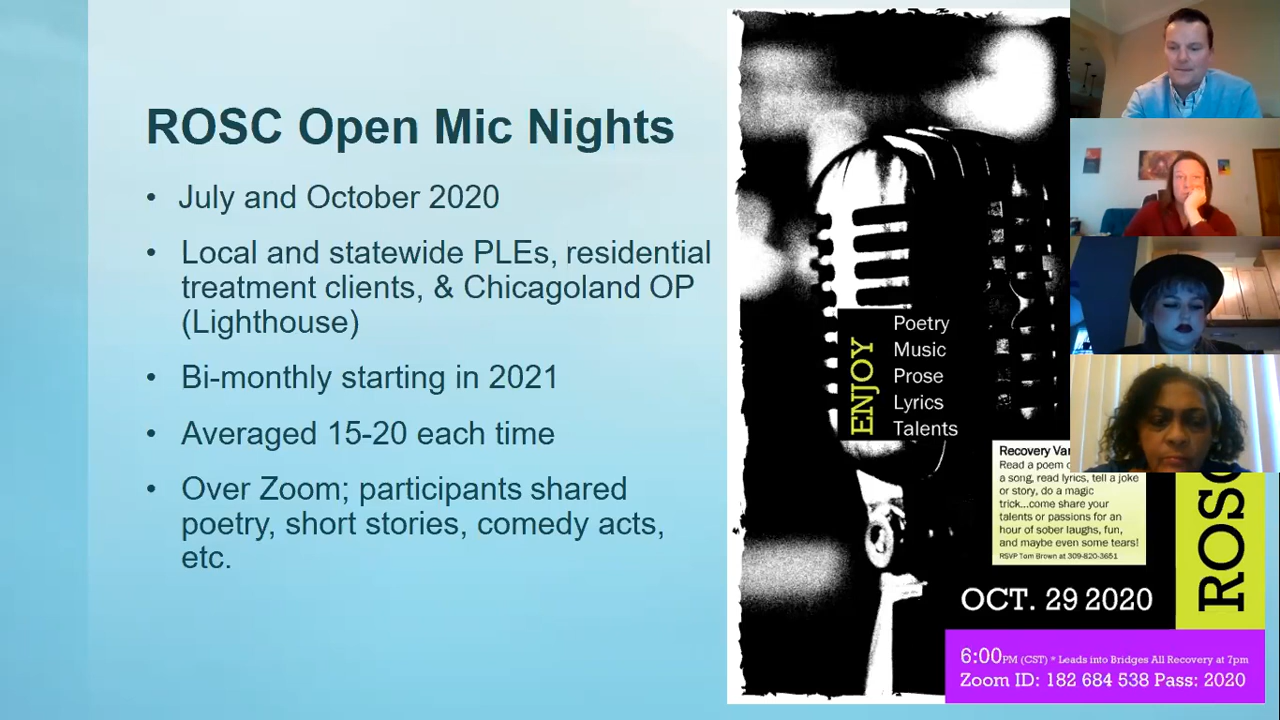 ROSC Open Mic Nights
• July and October 2020
• Local and statewide PLEs, residential
treatment clients, & Chicagoland OP
(Lighthouse)
• Bi-monthly starting in 2021
• Averaged 15-20 each time
• Over Zoom; participants shared
poetry, short stories, comedy acts,
etc.
ENJOY
Poetry
Music
Prose
Lyrics
Talents
Recovery
Read a poem
a song, read lyrics, tell a joke
or story, do a magic
trick...come share your
talents or passions for an
hour of sober laughs, fun,
and maybe even some tears!
RSVP Tom Brown at 309-820-3651
ROSC
OCT. 29 2020
6:00PM (CST) * Leads into Bridges All Recovery at 7pm
Zoom ID: 182 684 538 Pass: 2020